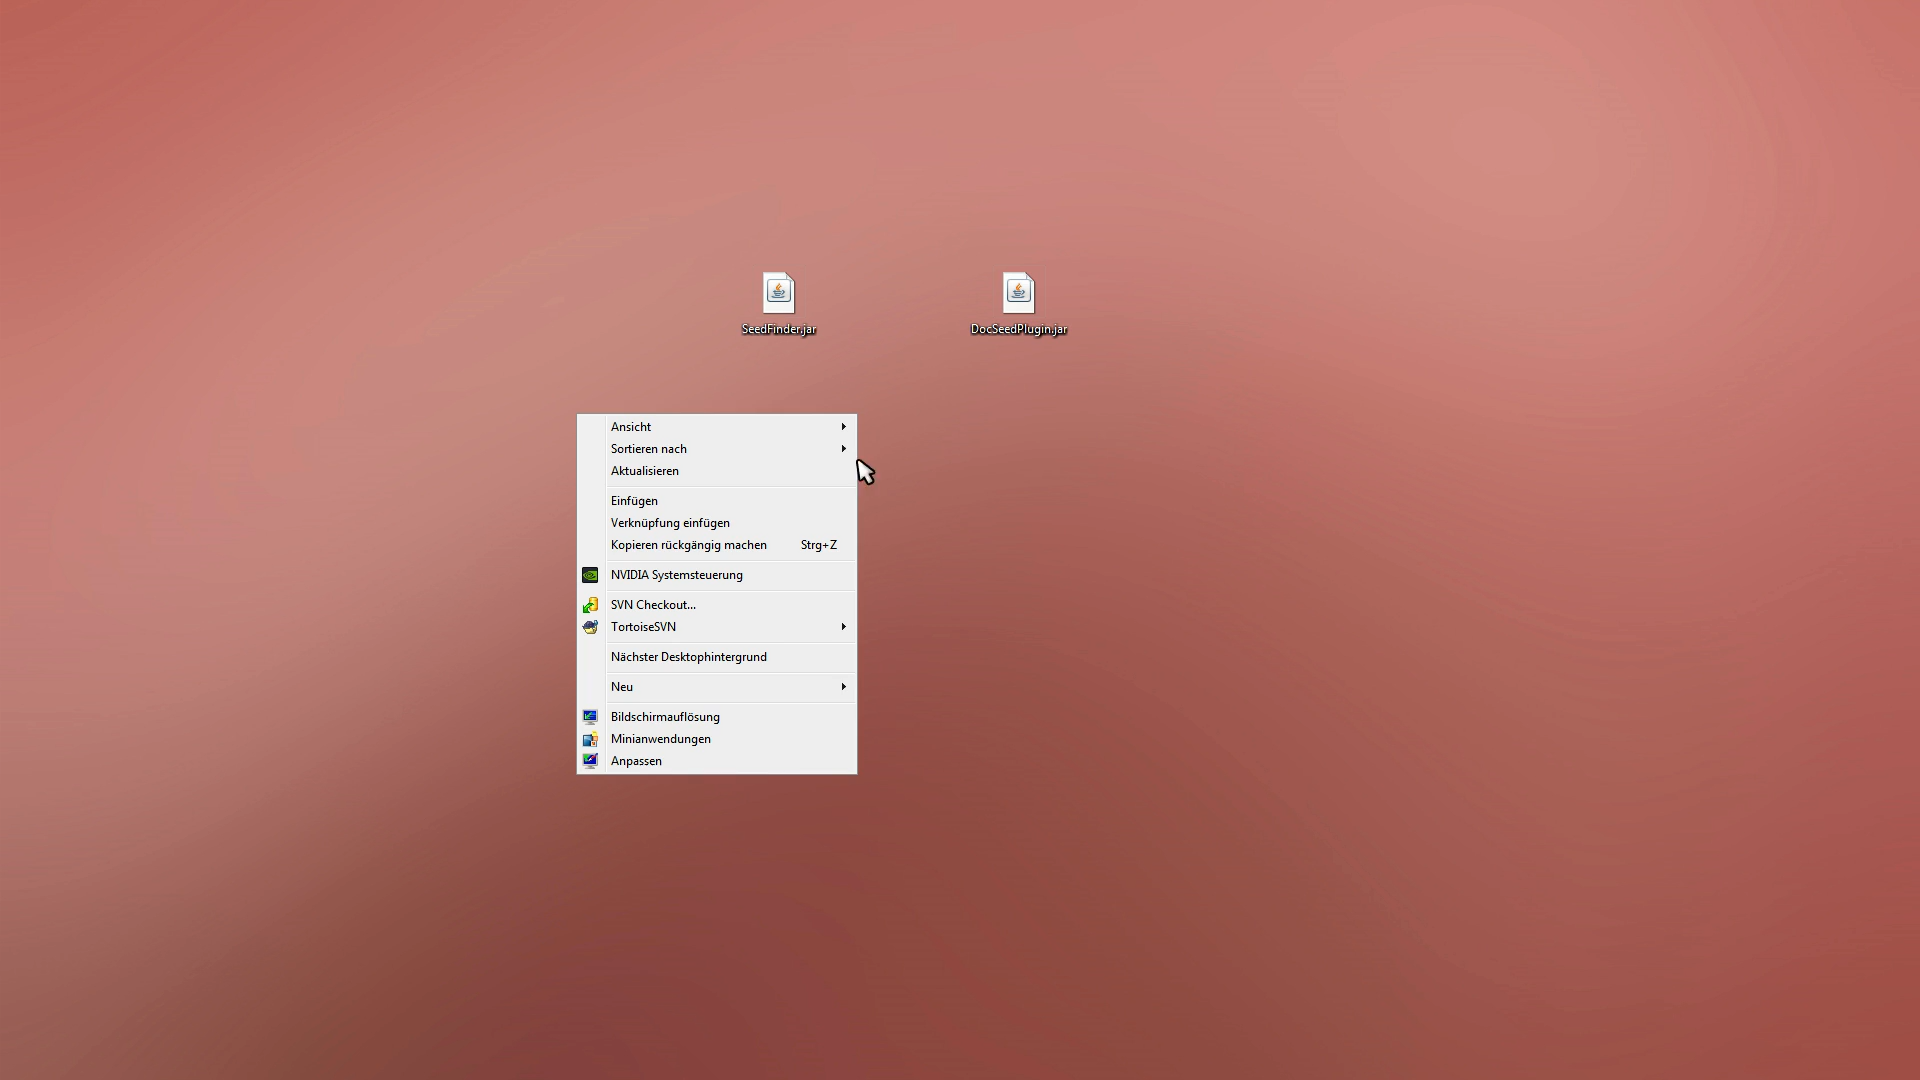 SeedFinder.jar
DocSeedPlugin.jar
Ansicht
Sortieren nach
Aktualisieren
Einfügen
Verknüpfung einfügen
Kopieren rückgängig machen Strg+Z
NVIDIA Systemsteuerung
SVN Checkout...
TortoiseSVN
Nächster Desktophintergrund
Neu
Bildschirmauflösung
Minianwendungen
Anpassen